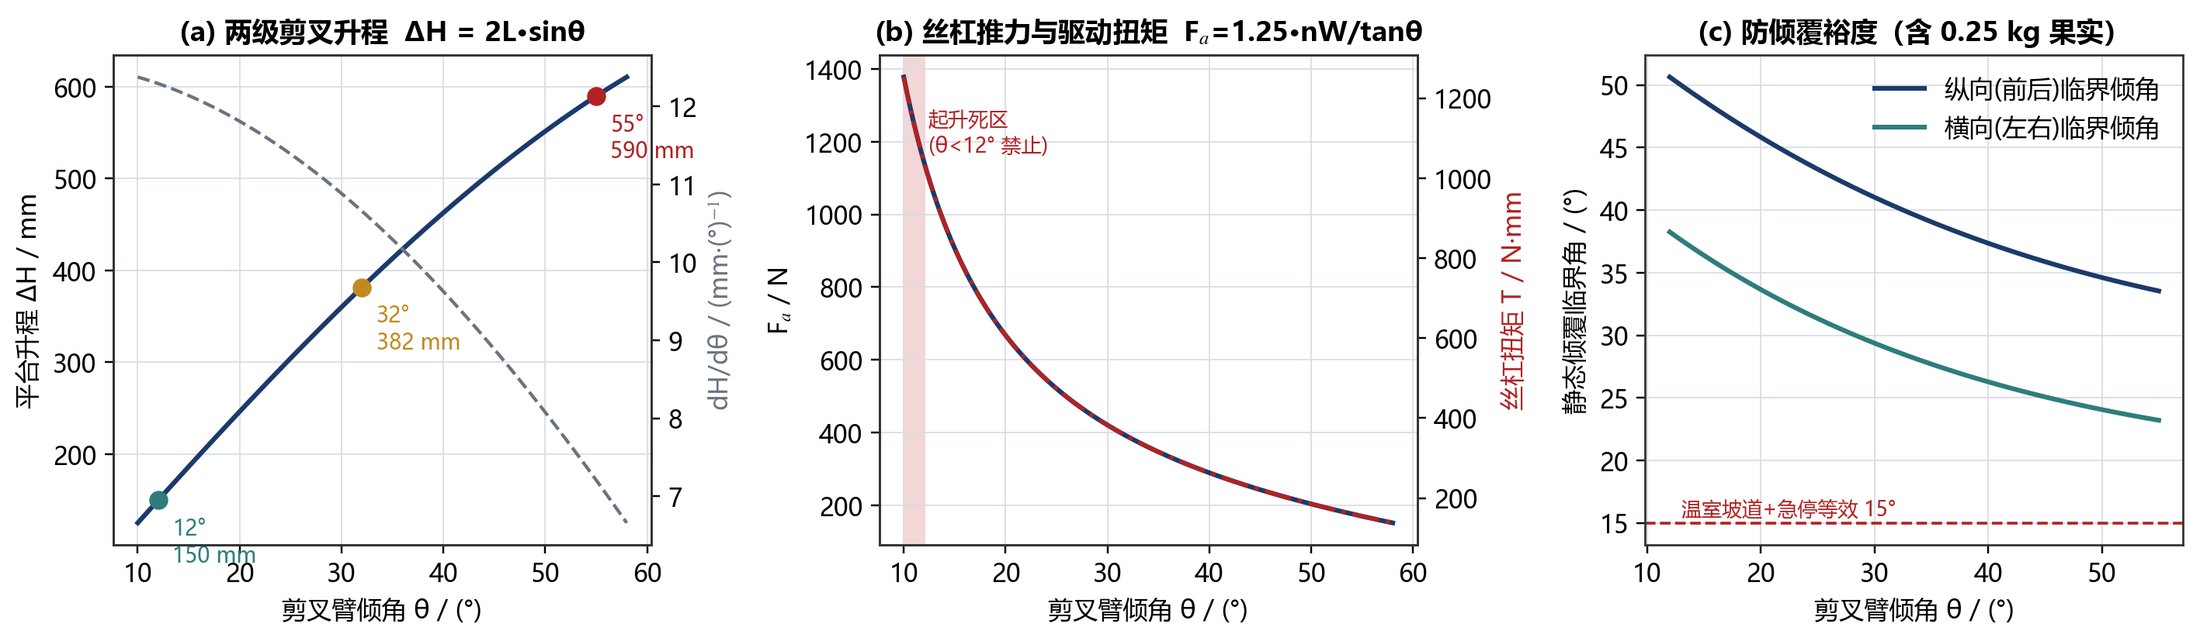 (a) 两级剪叉升程 ΔH = 2L•sinθ
600
500
400
300
200
12
11
10
9
8
7
55°
590 mm
32°
382 mm
12°
150 mm
10 20 30 40 50 60
平台升程 ΔH / mm
dH/dθ / (mm·(°)⁻¹)
剪叉臂倾角 θ / (°)
(b) 丝杠推力与驱动扭矩 Fₐ=1.25•nW/tanθ
1400
1200
1000
800
600
400
200
1200
1000
800
600
400
200
起升死区
(θ<12° 禁止)
10 20 30 40 50 60
Fₐ / N
丝杠扭矩 T / N·mm
剪叉臂倾角 θ / (°)
(c) 防倾覆裕度（含 0.25 kg 果实）
50
45
40
35
30
25
20
15
纵向(前后)临界倾角
横向(左右)临界倾角
温室坡道+急停等效 15°
10 20 30 40 50
静态倾覆临界角 / (°)
剪叉臂倾角 θ / (°)